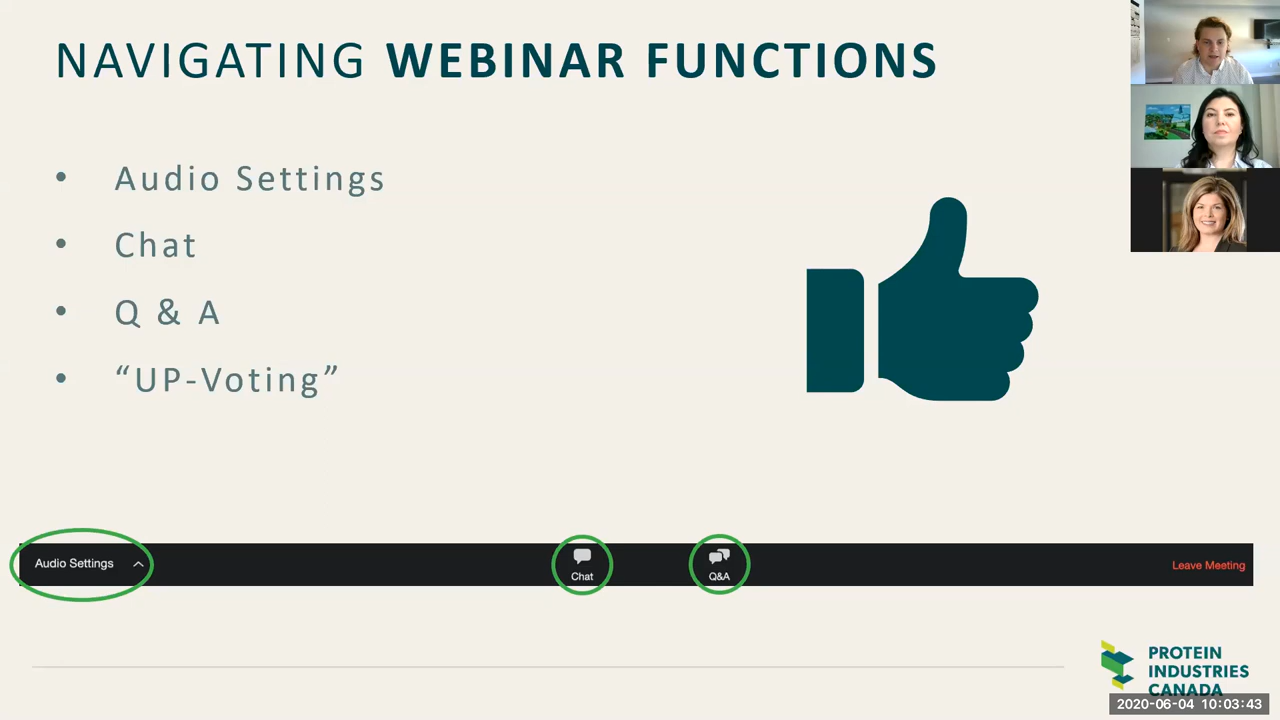 NAVIGATING WEBINAR FUNCTIONS
• Audio Settings
• Chat
• Q & A
• “UP-Voting”
Audio Settings
Chat
Q&A
Leave Meeting
PROTEIN
INDUSTRIES
CANADA
2020-06-04 10:03:43